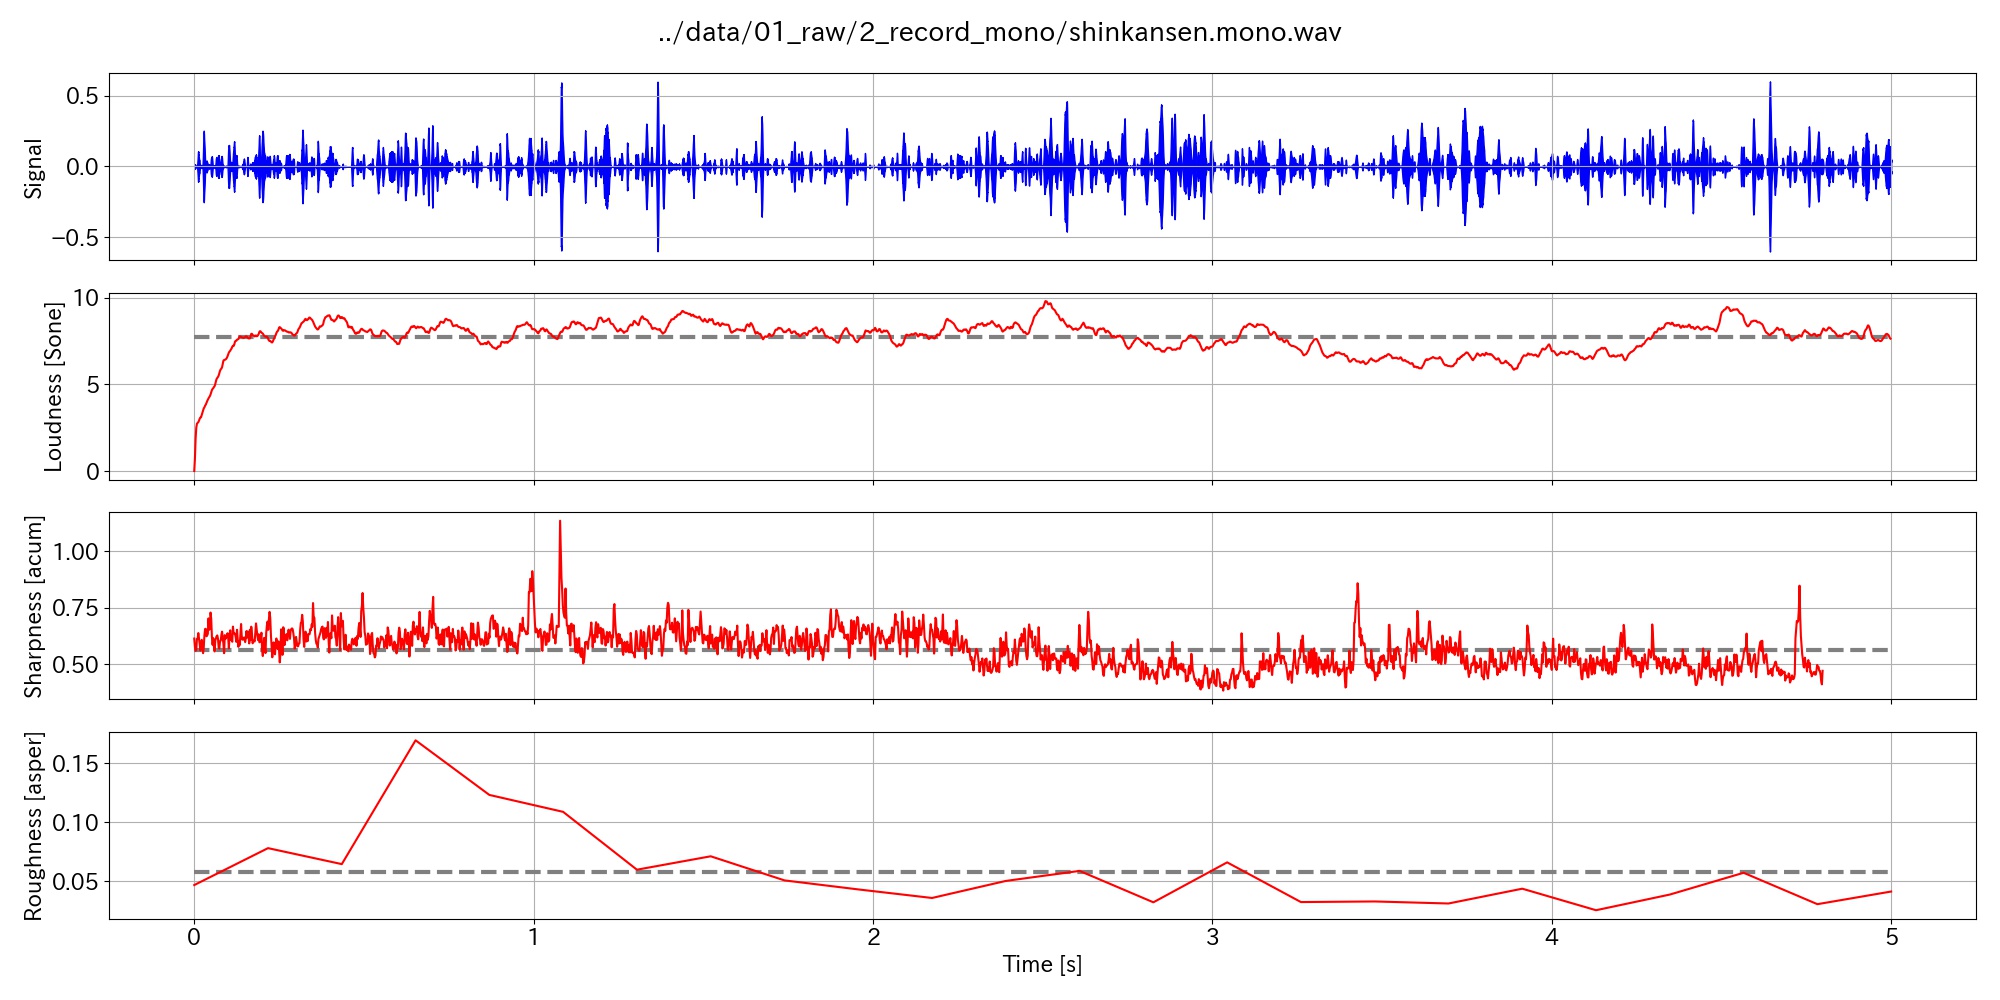 ../data/01_raw/2_record_mono/shinkansen.mono.wav
Signal
0.5
0.0
−0.5
Loudness [Sone]
10
5
0
Sharpness [acum]
1.00
0.75
0.50
Roughness [asper]
0.15
0.10
0.05
0 1 2 3 4 5
Time [s]